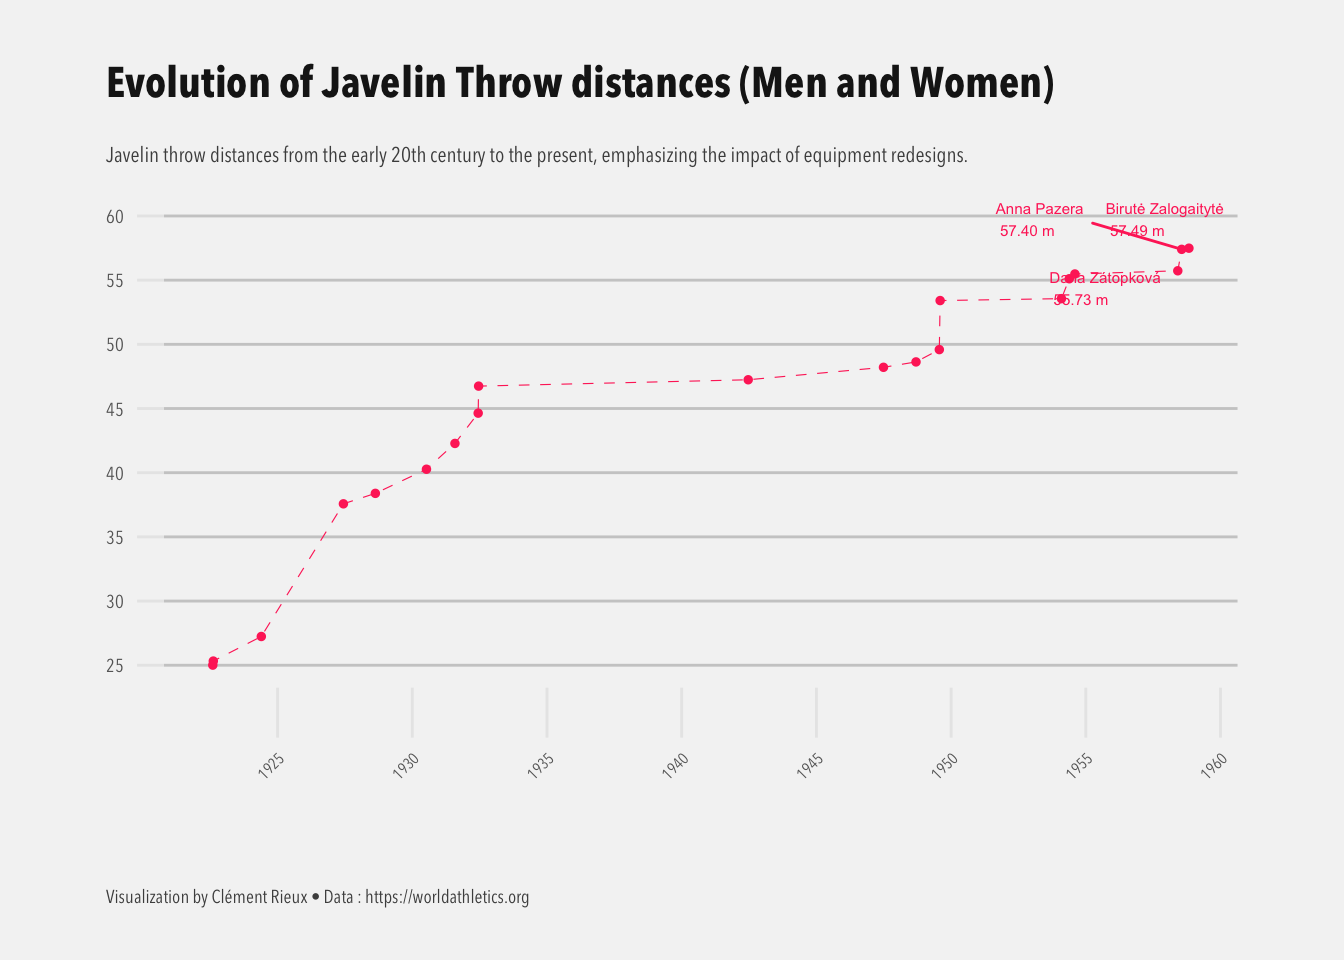 Evolution of Javelin Throw distances (Men and Women)
Javelin throw distances from the early 20th century to the present, emphasizing the impact of equipment redesigns.
60
55
50
45
40
35
30
25
Anna Pazera
57.40 m
Birutė Zalogaitytė
57.49 m
Dana Zátopková
55.73 m
1925
1930
1935
1940
1945
1950
1955
1960
Visualization by Clément Rieux • Data : https://worldathletics.org